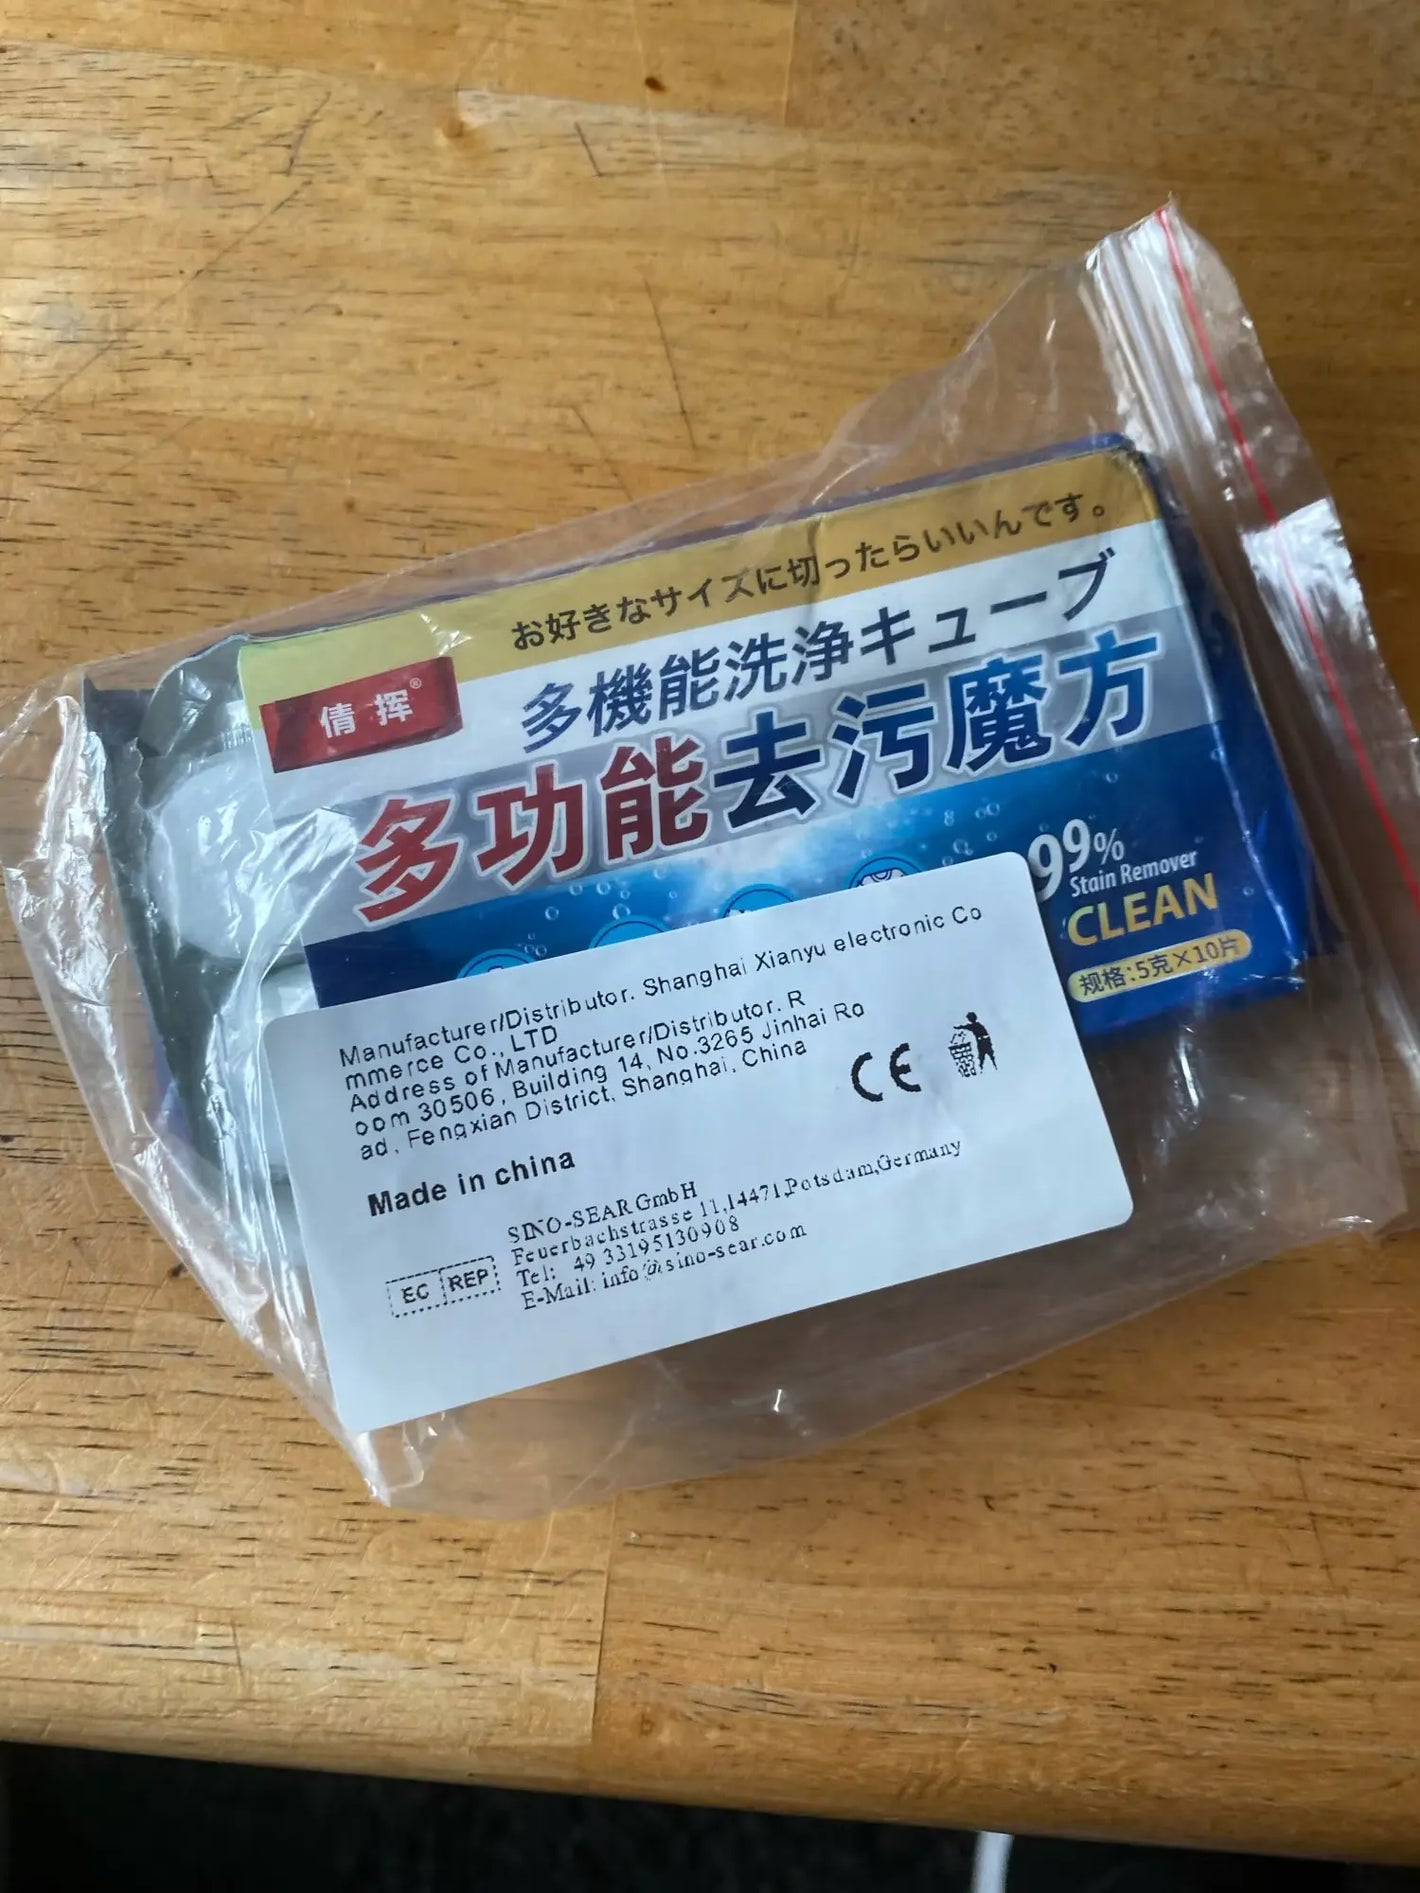 お好きなサイズに切ったらいいんです。
倩挥®
多機能洗浄キューブ
多功能去污魔方
99%
Stain Remover
CLEAN
规格:5克×10片
Manufacturer/Distributor. Shanghai Xianyu electronic Co
mmerce Co., LTD
Address of Manufacturer/Distributor. R
oom 30506, Building 14, No.3265 Jinhai Ro
ad, Fengxian District, Shanghai, China
CE
Made in china
EC REP
SINO-SEAR GmbH
Feuerbachstrasse 11,14471,Potsdam,Germany
Tel: 49 33195130908
E-Mail: info@sino-sear.com